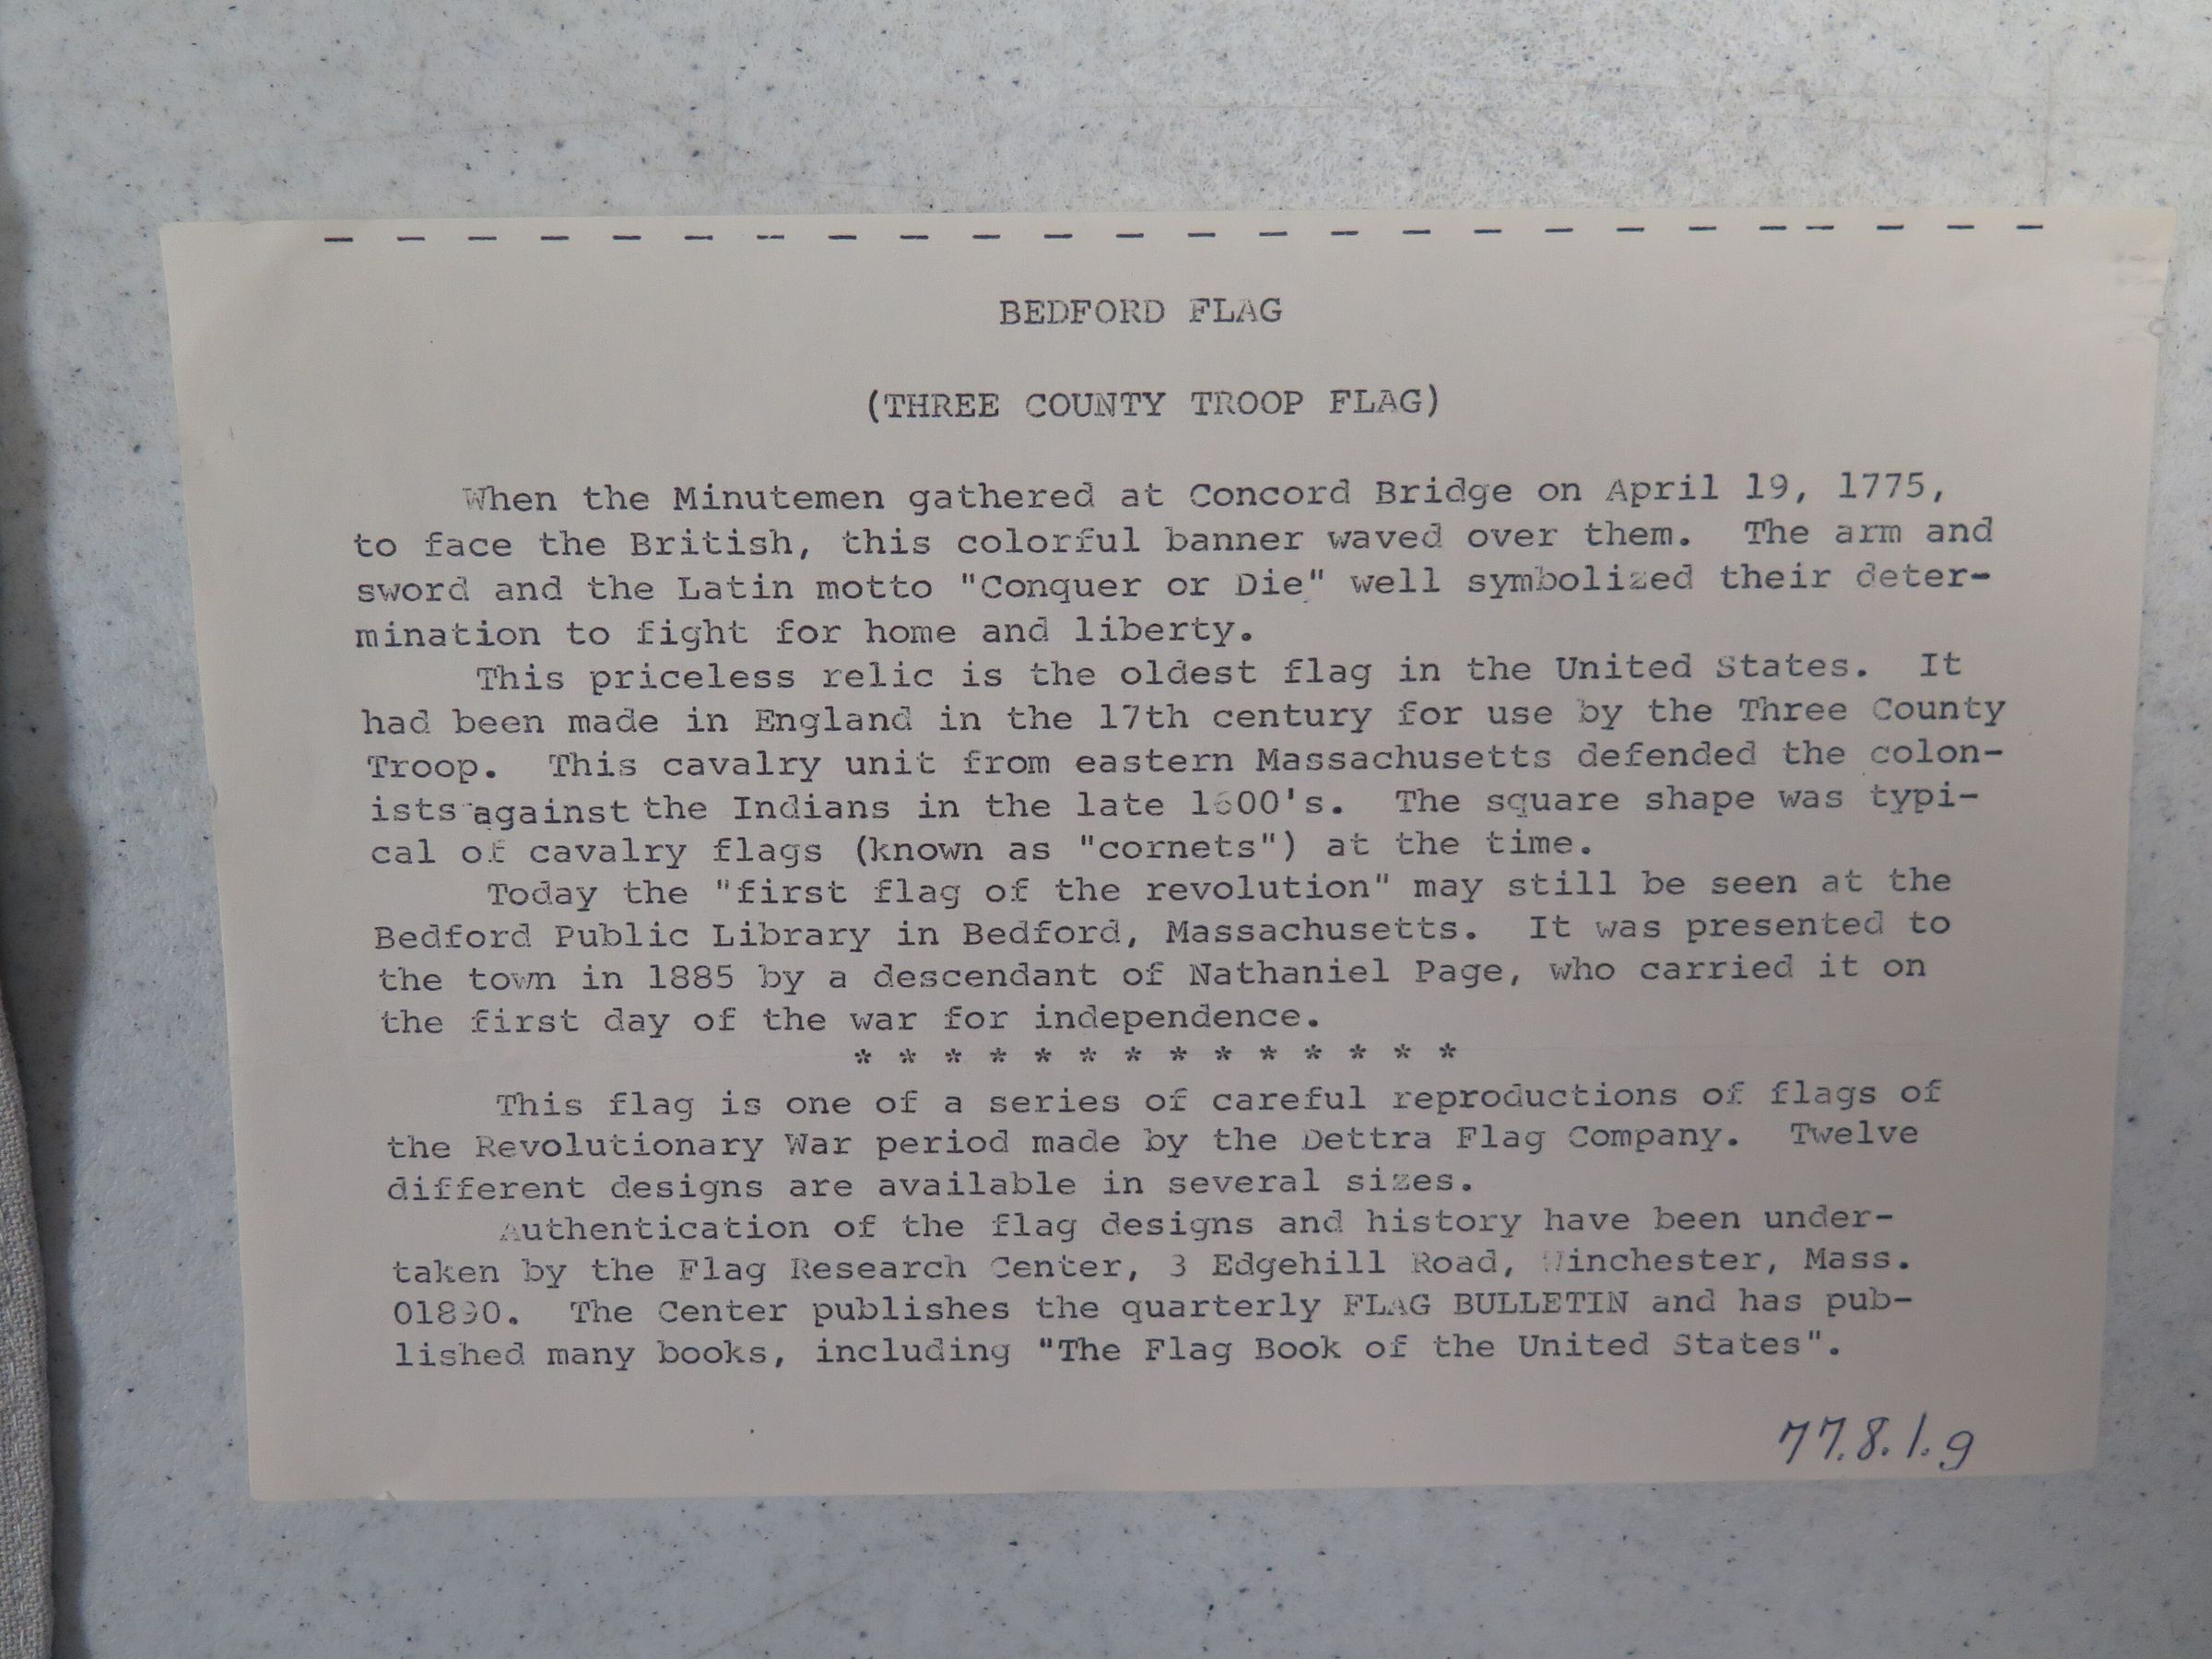 - - - - - - - - - - - - - - - - - - - - - - - - -
BEDFORD FLAG
(THREE COUNTY TROOP FLAG)
When the Minutemen gathered at Concord Bridge on April 19, 1775,
to face the British, this colorful banner waved over them. The arm and
sword and the Latin motto "Conquer or Die" well symbolized their deter-
mination to fight for home and liberty.
This priceless relic is the oldest flag in the United States. It
had been made in England in the 17th century for use by the Three County
Troop. This cavalry unit from eastern Massachusetts defended the colon-
ists against the Indians in the late 1600's. The square shape was typi-
cal of cavalry flags (known as "cornets") at the time.
Today the "first flag of the revolution" may still be seen at the
Bedford Public Library in Bedford, Massachusetts. It was presented to
the town in 1885 by a descendant of Nathaniel Page, who carried it on
the first day of the war for independence.
* * * * * * * * * * * * * *
This flag is one of a series of careful reproductions of flags of
the Revolutionary War period made by the Dettra Flag Company. Twelve
different designs are available in several sizes.
Authentication of the flag designs and history have been under-
taken by the Flag Research Center, 3 Edgehill Road, Winchester, Mass.
01890. The Center publishes the quarterly FLAG BULLETIN and has pub-
lished many books, including "The Flag Book of the United States".
77.8.1.9